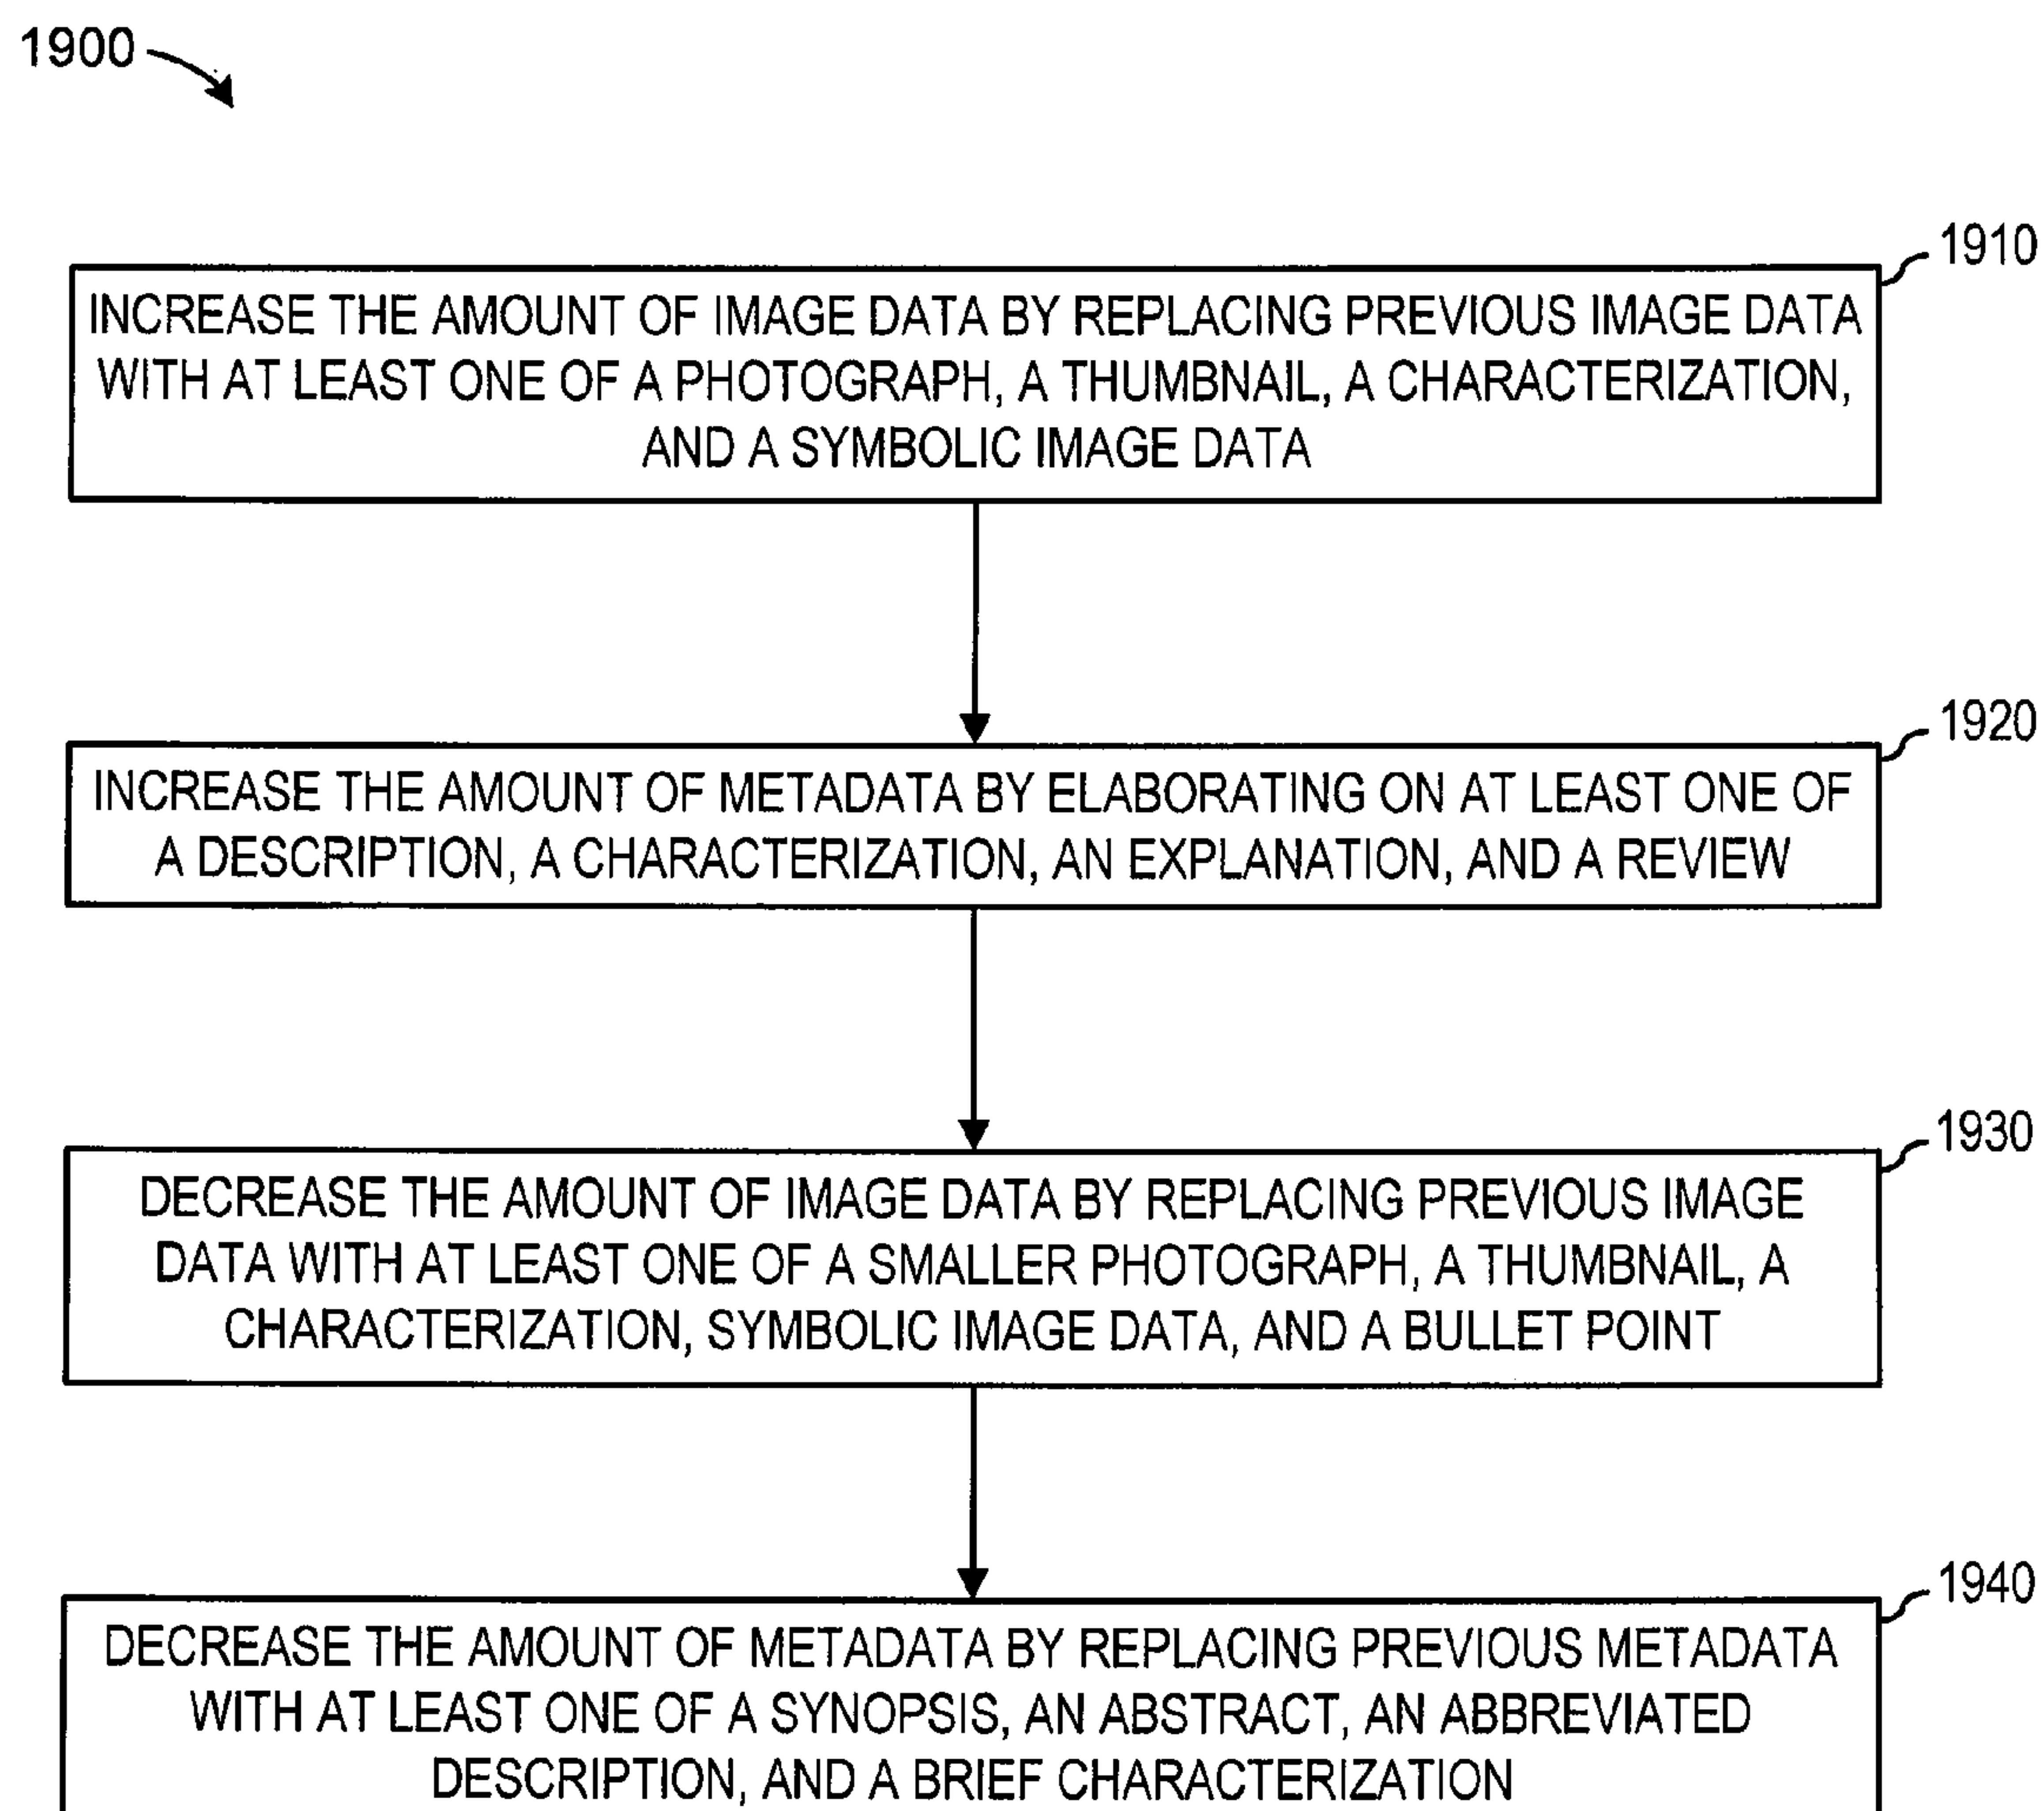 1900
1910
INCREASE THE AMOUNT OF IMAGE DATA BY REPLACING PREVIOUS IMAGE DATA
WITH AT LEAST ONE OF A PHOTOGRAPH, A THUMBNAIL, A CHARACTERIZATION,
AND A SYMBOLIC IMAGE DATA
1920
INCREASE THE AMOUNT OF METADATA BY ELABORATING ON AT LEAST ONE OF
A DESCRIPTION, A CHARACTERIZATION, AN EXPLANATION, AND A REVIEW
1930
DECREASE THE AMOUNT OF IMAGE DATA BY REPLACING PREVIOUS IMAGE
DATA WITH AT LEAST ONE OF A SMALLER PHOTOGRAPH, A THUMBNAIL, A
CHARACTERIZATION, SYMBOLIC IMAGE DATA, AND A BULLET POINT
1940
DECREASE THE AMOUNT OF METADATA BY REPLACING PREVIOUS METADATA
WITH AT LEAST ONE OF A SYNOPSIS, AN ABSTRACT, AN ABBREVIATED
DESCRIPTION, AND A BRIEF CHARACTERIZATION